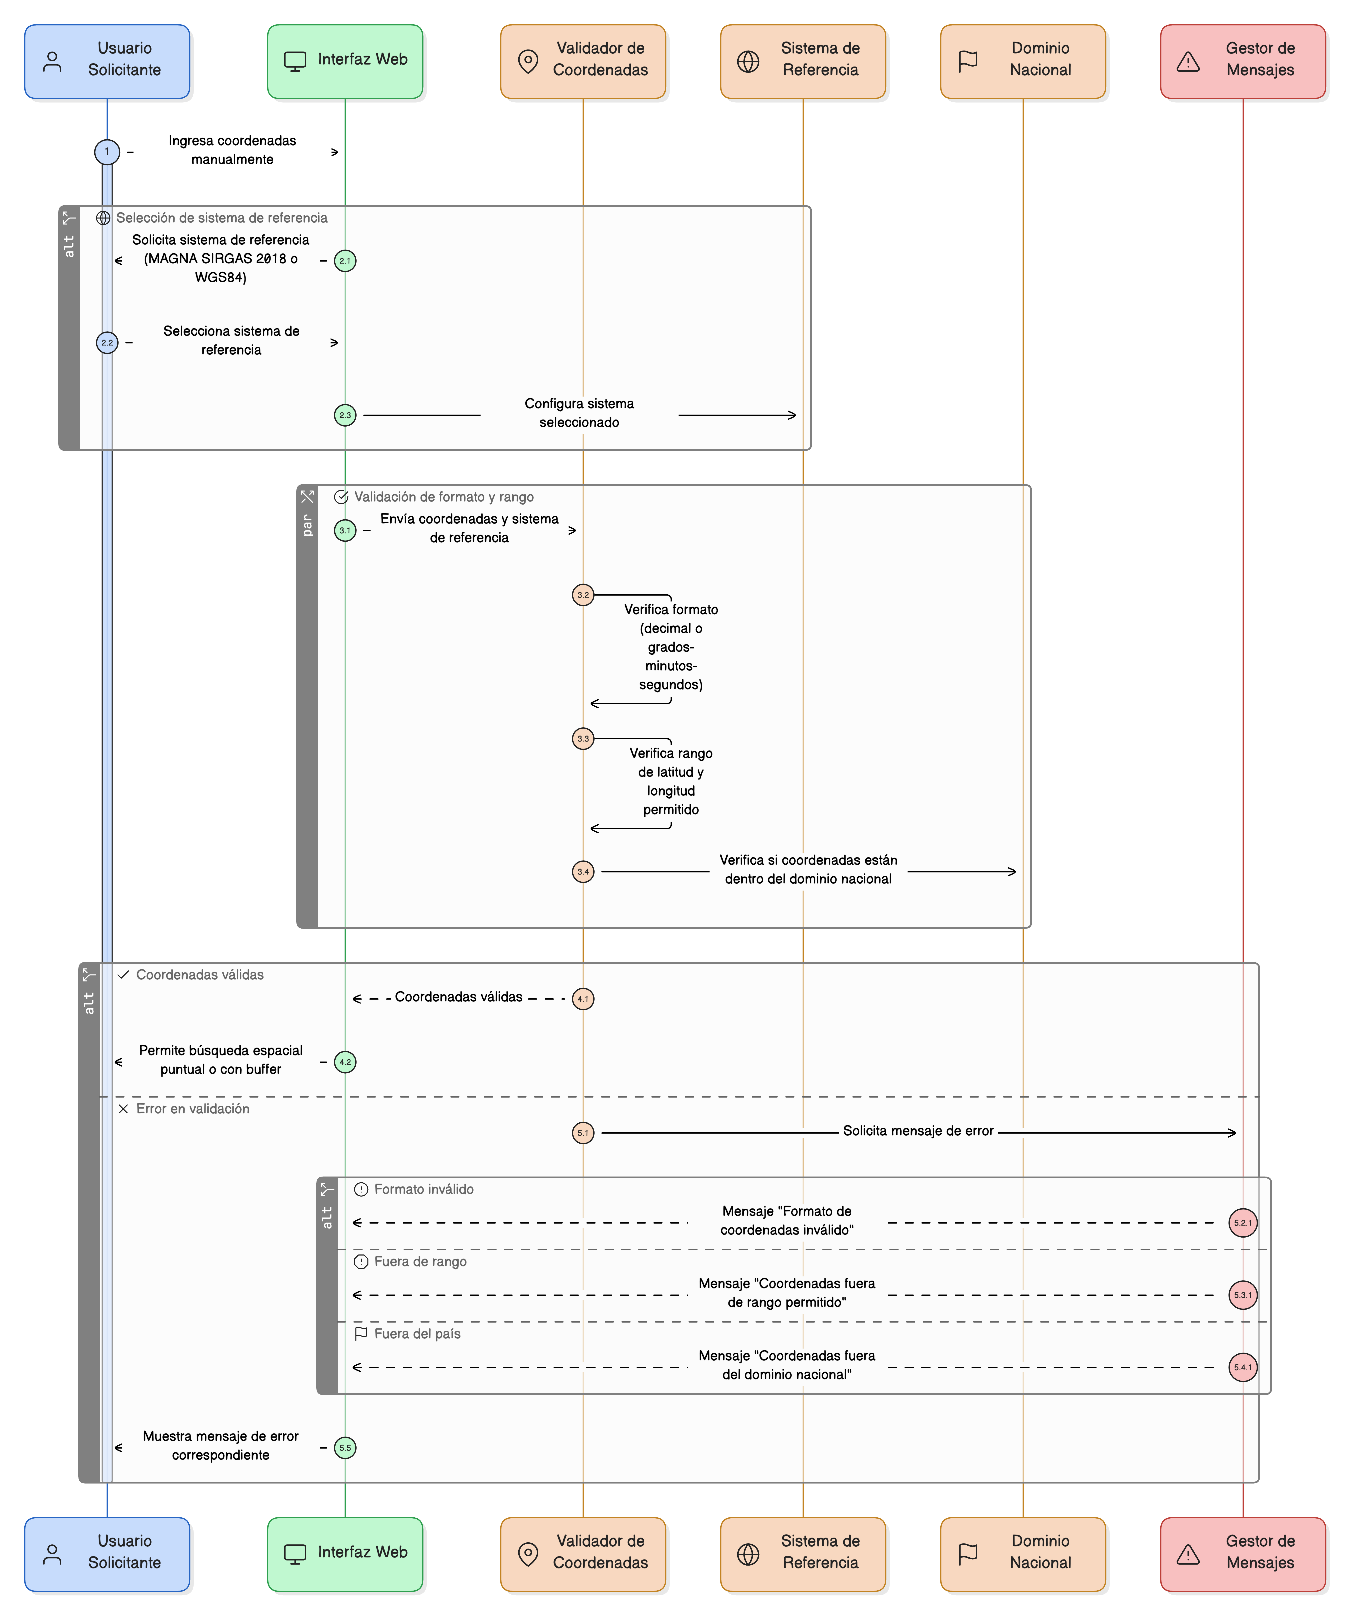 Usuario
Solicitante
Interfaz Web
Validador de
Coordenadas
Sistema de
Referencia
Dominio
Nacional
Gestor de
Mensajes
1
Ingresa coordenadas
manualmente
alt
Selección de sistema de referencia
Solicita sistema de referencia
(MAGNA SIRGAS 2018 o
WGS84)
2.1
2.2
Selecciona sistema de
referencia
2.3
Configura sistema
seleccionado
par
Validación de formato y rango
3.1
Envía coordenadas y sistema
de referencia
3.2
Verifica formato
(decimal o
grados-
minutos-
segundos)
3.3
Verifica rango
de latitud y
longitud
permitido
3.4
Verifica si coordenadas están
dentro del dominio nacional
alt
Coordenadas válidas
Coordenadas válidas
4.1
Permite búsqueda espacial
puntual o con buffer
4.2
Error en validación
5.1
Solicita mensaje de error
alt
Formato inválido
Mensaje "Formato de
coordenadas inválido"
5.2.1
Fuera de rango
Mensaje "Coordenadas fuera
de rango permitido"
5.3.1
Fuera del país
Mensaje "Coordenadas fuera
del dominio nacional"
5.4.1
Muestra mensaje de error
correspondiente
5.5
Usuario
Solicitante
Interfaz Web
Validador de
Coordenadas
Sistema de
Referencia
Dominio
Nacional
Gestor de
Mensajes